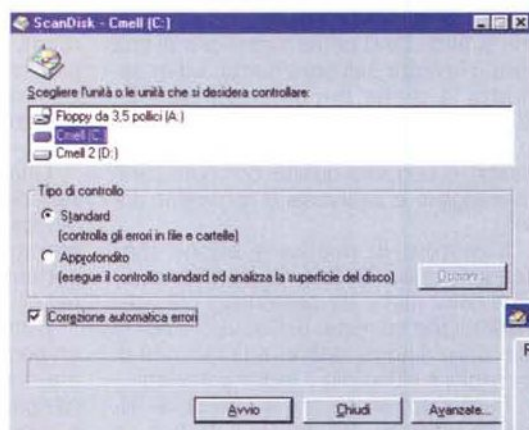 ScanDisk - Cmell (C:)
Scegliere l'unità o le unità che si desidera controllare:
Floppy da 3,5 pollici (A:)
Cmell (C:)
Cmell 2 (D:)
Tipo di controllo
Standard
(controlla gli errori in file e cartelle)
Approfondito
(esegue il controllo standard ed analizza la superficie del disco)
Opzioni...
Correzione automatica errori
Avvio
Chiudi
Avanzate...